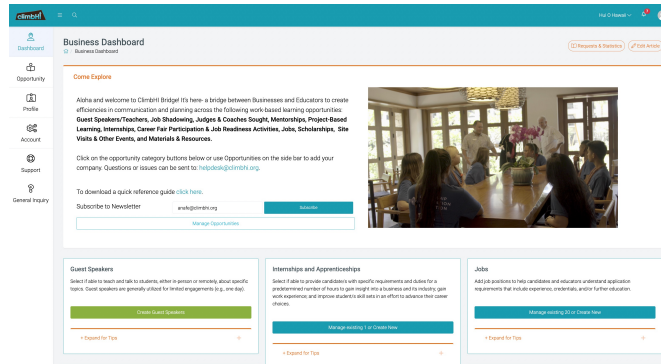 climbHI
Hui O Hawaii
Dashboard
Opportunity
Profile
Account
Support
General Inquiry
Business Dashboard
Business Dashboard
Requests & Statistics
Edit Article
Come Explore
Aloha and welcome to ClimbHI Bridge! It's here- a bridge between Businesses and Educators to create
efficiencies in communication and planning across the following work-based learning opportunities:
Guest Speakers/Teachers, Job Shadowing, Judges & Coaches Sought, Mentorships, Project-Based
Learning, Internships, Career Fair Participation & Job Readiness Activities, Jobs, Scholarships, Site
Visits & Other Events, and Materials & Resources.
Click on the opportunity category buttons below or use Opportunities on the side bar to add your
company. Questions or issues can be sent to: helpdesk@climbhi.org.
To download a quick reference guide click here.
Subscribe to Newsletter
anafe@climbhi.org
Subscribe
Manage Opportunities
Guest Speakers
Select if able to teach and talk to students, either in-person or remotely, about specific
topics. Guest speakers are generally utilized for limited engagements (e.g., one day).
Create Guest Speakers
+ Expand for Tips
Internships and Apprenticeships
Select if able to provide candidate/s with specific requirements and duties for a
predetermined number of hours to gain insight into a business and its industry, gain
work experience, and improve student's skill sets in an effort to advance their career
choices.
Manage existing 1 or Create New
+ Expand for Tips
Jobs
Add job positions to help candidates and educators understand application
requirements that include experience, credentials, and/or further education.
Manage existing 20 or Create New
+ Expand for Tips